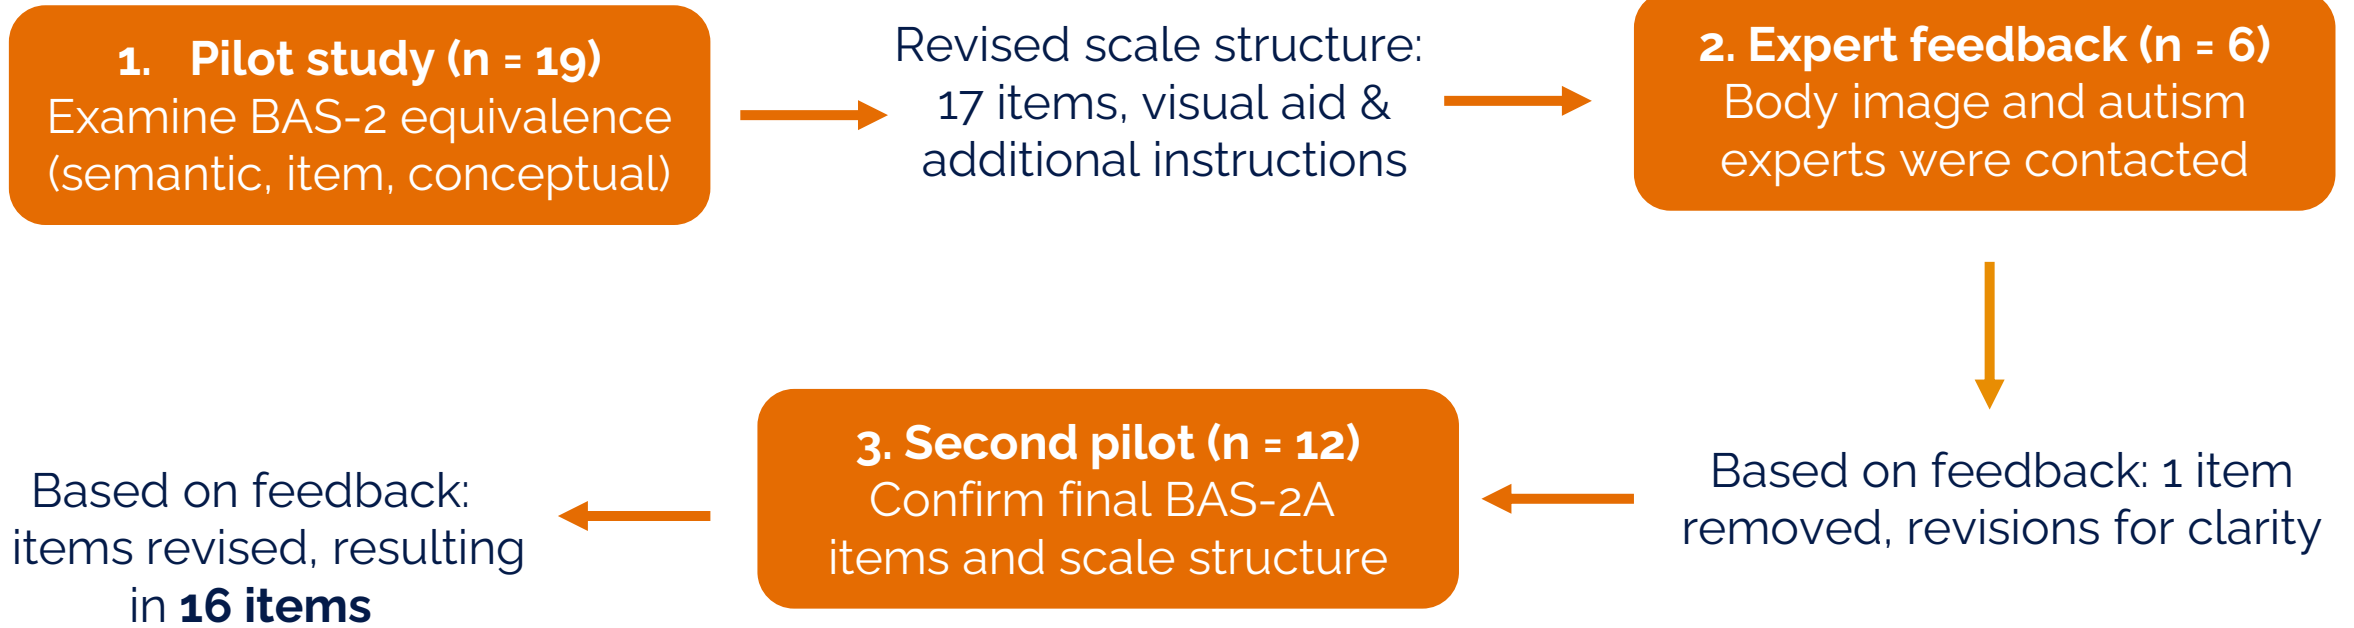 1. Pilot study (n = 19)
Examine BAS-2 equivalence
(semantic, item, conceptual)
Revised scale structure:
17 items, visual aid &
additional instructions
2. Expert feedback (n = 6)
Body image and autism
experts were contacted
Based on feedback: 1 item
removed, revisions for clarity
3. Second pilot (n = 12)
Confirm final BAS-2A
items and scale structure
Based on feedback:
items revised, resulting
in 16 items